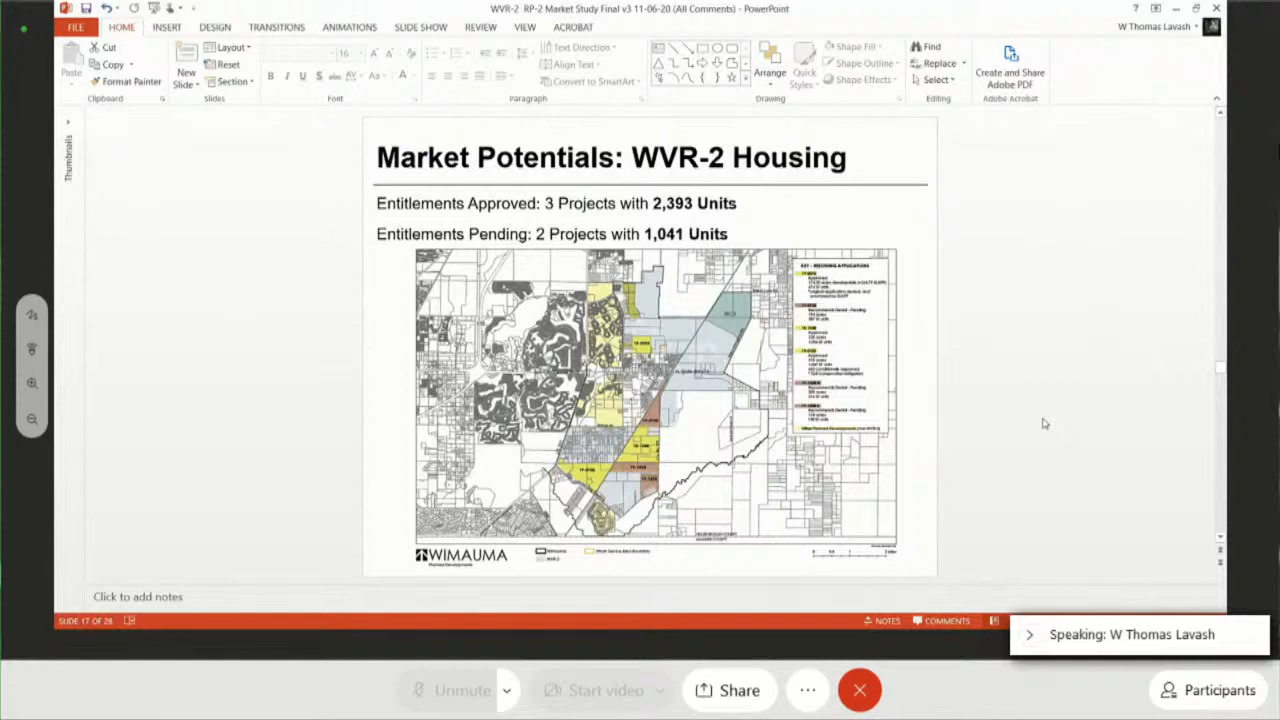 WVR-2 RP-2 Market Study Final v3 11-06-20 (All Comments) - PowerPoint
FILE HOME INSERT DESIGN TRANSITIONS ANIMATIONS SLIDE SHOW REVIEW VIEW ACROBAT
W Thomas Lavash
Paste
Cut
Copy
Format Painter
Clipboard
New Slide
Layout
Reset
Section
Slides
16
Font
Text Direction
Align Text
Convert to SmartArt
Paragraph
Arrange
Quick Styles
Shape Fill
Shape Outline
Shape Effects
Drawing
Find
Replace
Select
Editing
Create and Share Adobe PDF
Adobe Acrobat
Thumbnails
Market Potentials: WVR-2 Housing
Entitlements Approved: 3 Projects with 2,393 Units
Entitlements Pending: 2 Projects with 1,041 Units
WIMAUMA
Planned Developments
Click to add notes
SLIDE 17 OF 28
NOTES COMMENTS
Speaking: W Thomas Lavash
Unmute
Start video
Share
Participants